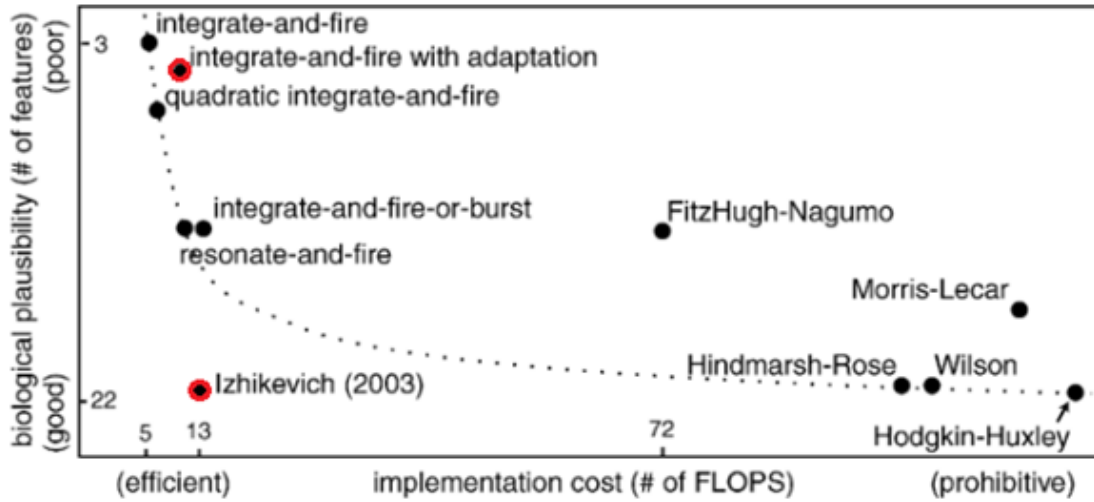 integrate-and-fire
3
integrate-and-fire with adaptation
quadratic integrate-and-fire
integrate-and-fire-or-burst
FitzHugh-Nagumo
resonate-and-fire
Morris-Lecar
Hindmarsh-Rose
Wilson
Izhikevich (2003)
22
Hodgkin-Huxley
5
13
72
(efficient)
implementation cost (# of FLOPS)
(prohibitive)
biological plausibility (# of features)
(good)
(poor)